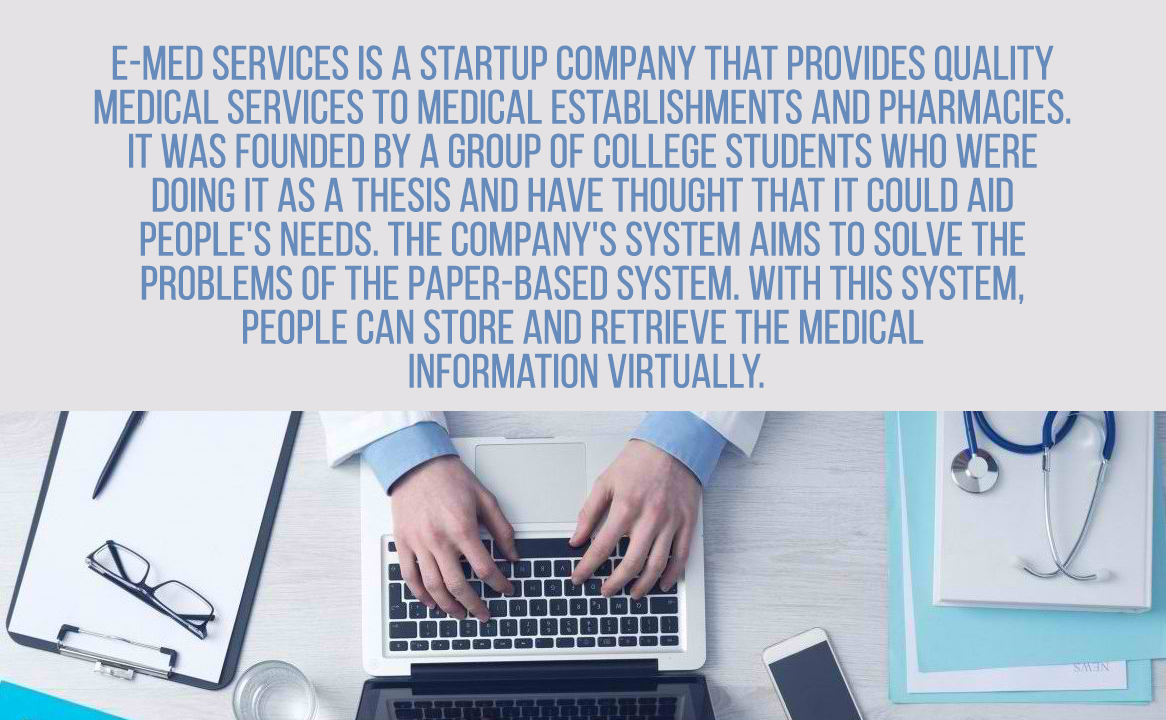 E-MED SERVICES IS A STARTUP COMPANY THAT PROVIDES QUALITY
MEDICAL SERVICES TO MEDICAL ESTABLISHMENTS AND PHARMACIES.
IT WAS FOUNDED BY A GROUP OF COLLEGE STUDENTS WHO WERE
DOING IT AS A THESIS AND HAVE THOUGHT THAT IT COULD AID
PEOPLE'S NEEDS. THE COMPANY'S SYSTEM AIMS TO SOLVE THE
PROBLEMS OF THE PAPER-BASED SYSTEM. WITH THIS SYSTEM,
PEOPLE CAN STORE AND RETRIEVE THE MEDICAL
INFORMATION VIRTUALLY.
NEWS